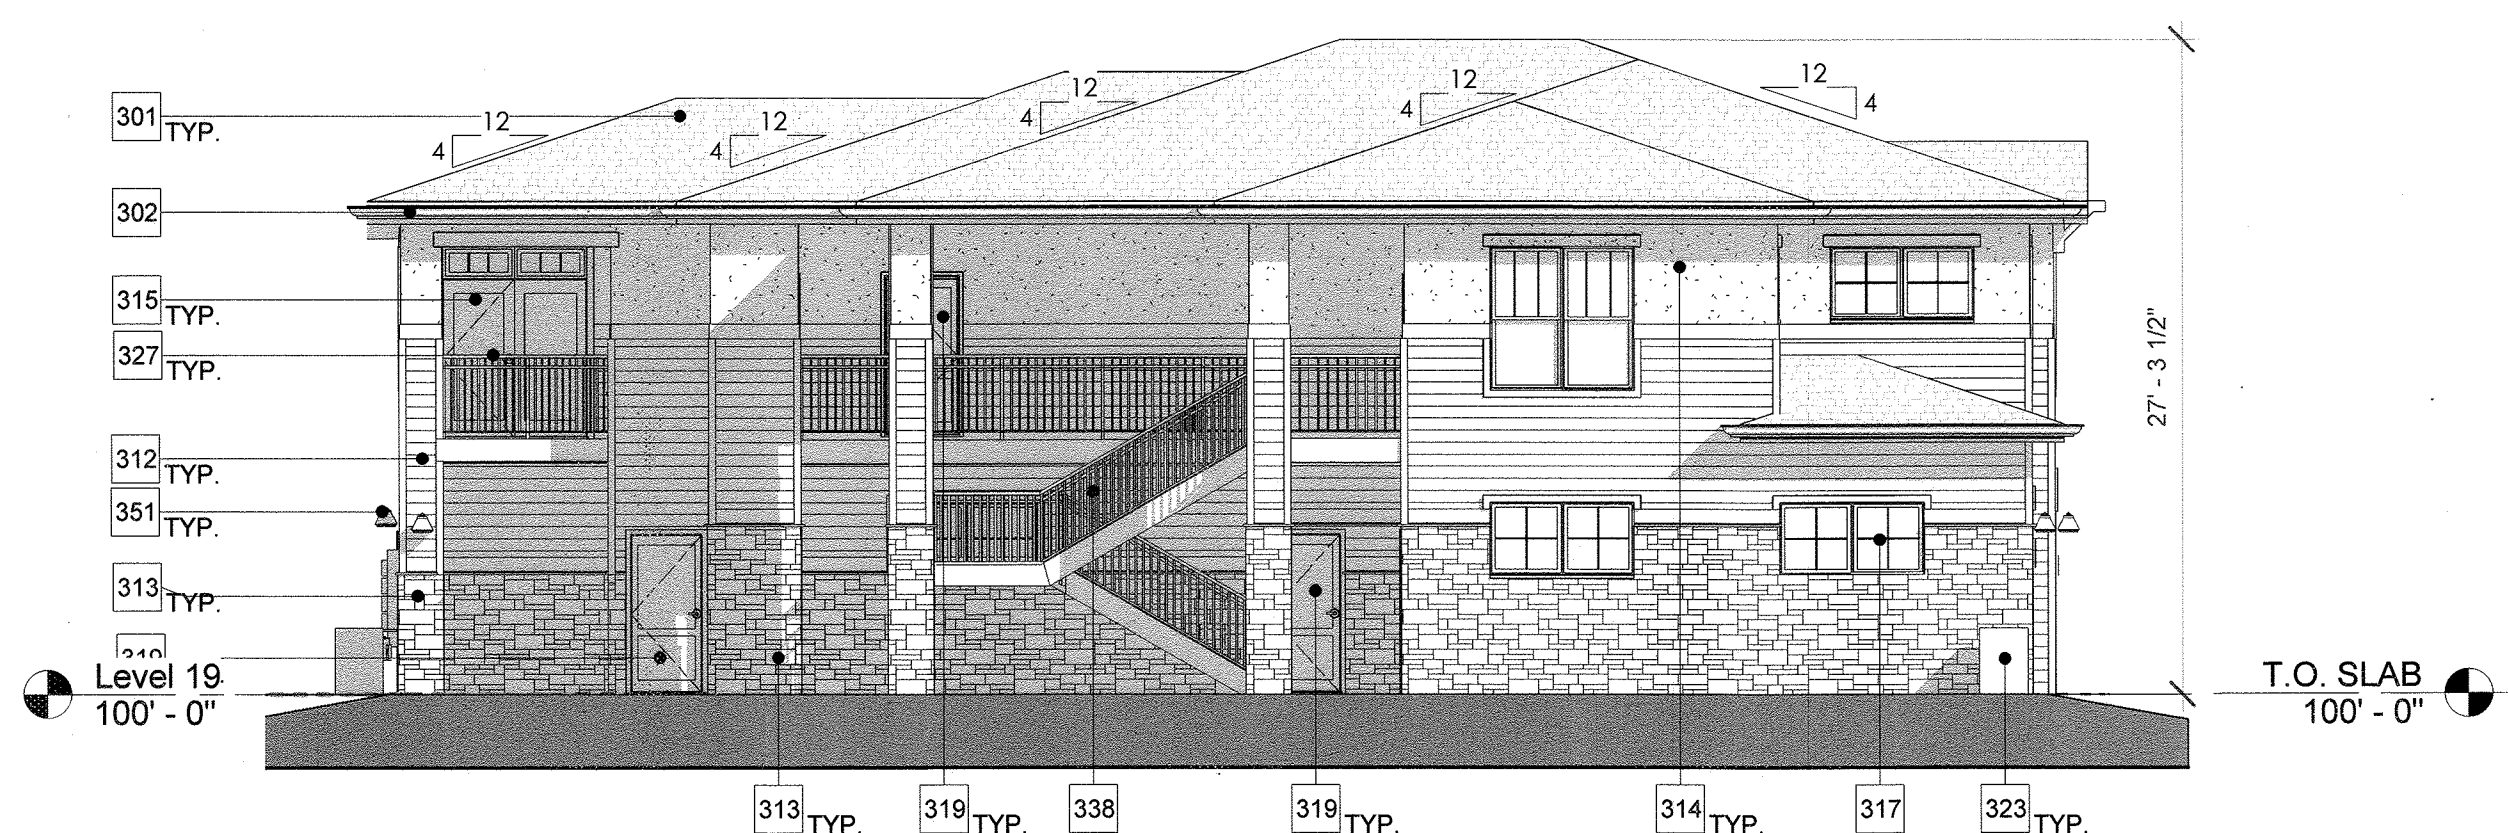 12
12
12
12
12
4
4
4
4
4
301 TYP.
302
315 TYP.
327 TYP.
27' - 3 1/2"
312 TYP.
351 TYP.
313 TYP.
Level 19
100' - 0"
T.O. SLAB
100' - 0"
313 TYP.
319 TYP.
338
319 TYP.
314 TYP.
317
323 TYP.